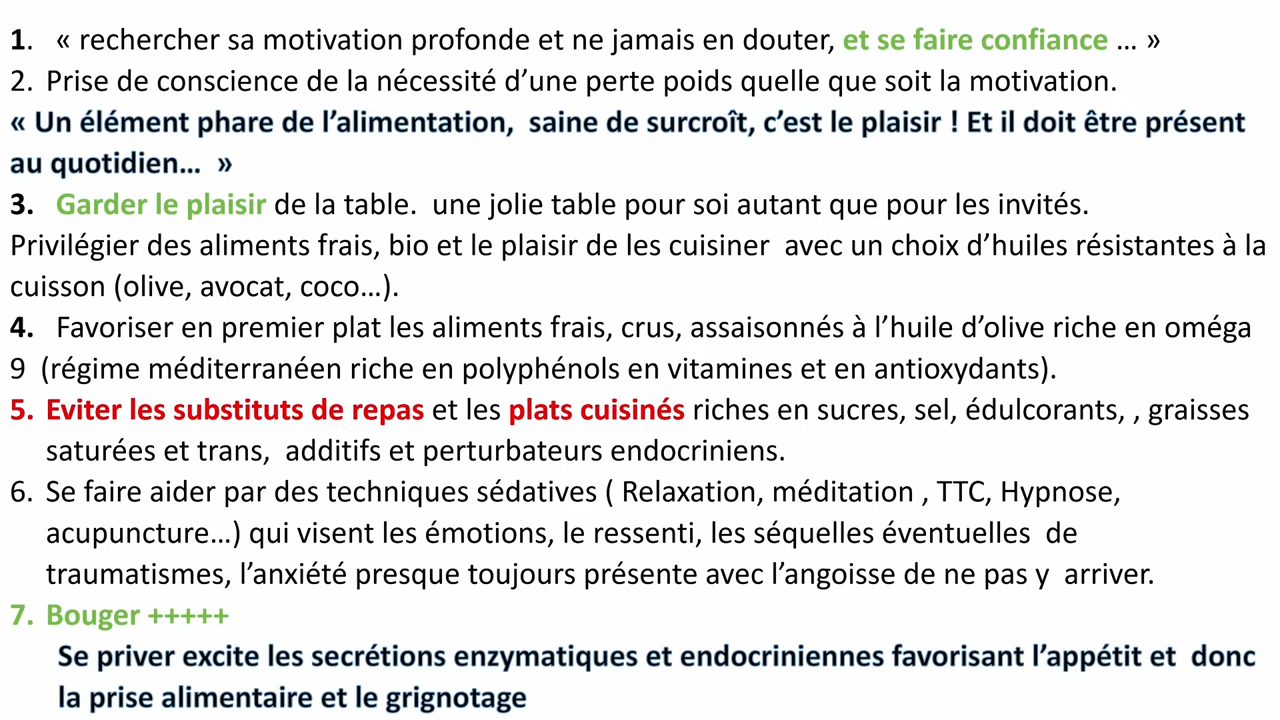 1.   « rechercher sa motivation profonde et ne jamais en douter, et se faire confiance … »
2. Prise de conscience de la nécessité d’une perte poids quelle que soit la motivation.
« Un élément phare de l’alimentation,  saine de surcroît, c’est le plaisir ! Et il doit être présent
au quotidien…  »
3.   Garder le plaisir de la table.  une jolie table pour soi autant que pour les invités.
Privilégier des aliments frais, bio et le plaisir de les cuisiner  avec un choix d’huiles résistantes à la
cuisson (olive, avocat, coco…).
4.   Favoriser en premier plat les aliments frais, crus, assaisonnés à l’huile d’olive riche en oméga
9  (régime méditerranéen riche en polyphénols en vitamines et en antioxydants).
5. Eviter les substituts de repas et les plats cuisinés riches en sucres, sel, édulcorants, , graisses
saturées et trans,  additifs et perturbateurs endocriniens.
6. Se faire aider par des techniques sédatives ( Relaxation, méditation , TTC, Hypnose,
acupuncture…) qui visent les émotions, le ressenti, les séquelles éventuelles  de
traumatismes, l’anxiété presque toujours présente avec l’angoisse de ne pas y  arriver.
7. Bouger +++++
Se priver excite les secrétions enzymatiques et endocriniennes favorisant l’appétit et  donc
la prise alimentaire et le grignotage